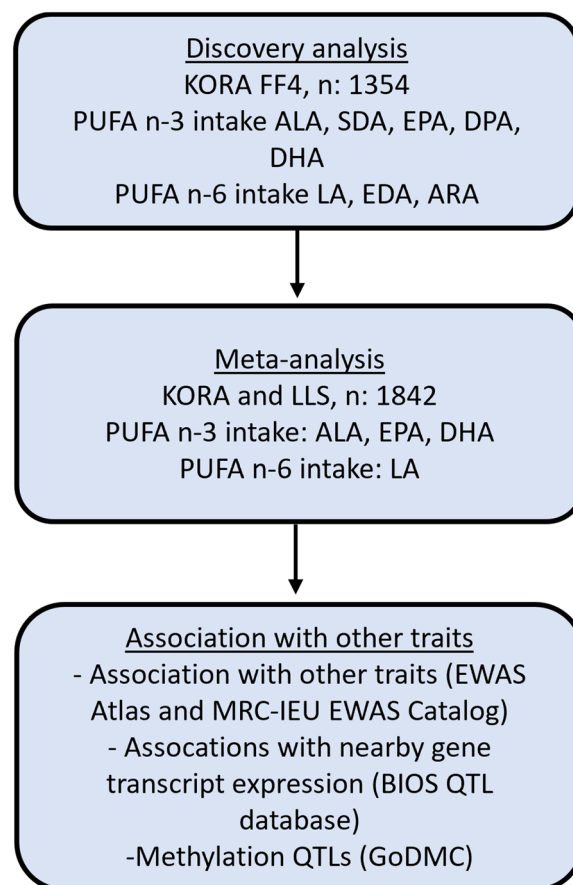 Discovery analysis
KORA FF4, n: 1354
PUFA n-3 intake ALA, SDA, EPA, DPA,
DHA
PUFA n-6 intake LA, EDA, ARA
Meta-analysis
KORA and LLS, n: 1842
PUFA n-3 intake: ALA, EPA, DHA
PUFA n-6 intake: LA
Association with other traits
- Association with other traits (EWAS
Atlas and MRC-IEU EWAS Catalog)
- Assocations with nearby gene
transcript expression (BIOS QTL
database)
-Methylation QTLs (GoDMC)